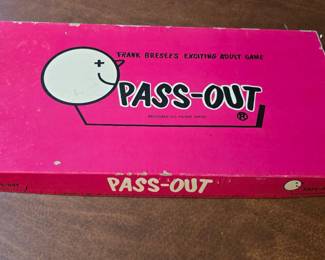 FRANK BRESEE'S EXCITING ADULT GAME
PASS-OUT
®
PASS-OUT